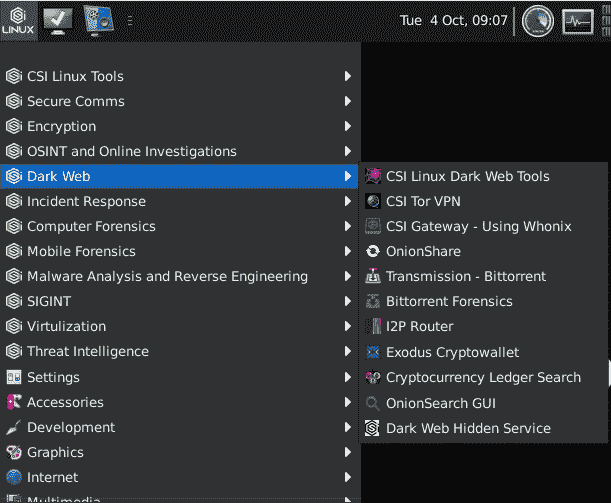 LINUX
Tue 4 Oct, 09:07
CSI Linux Tools
Secure Comms
Encryption
OSINT and Online Investigations
Dark Web
Incident Response
Computer Forensics
Mobile Forensics
Malware Analysis and Reverse Engineering
SIGINT
Virtulization
Threat Intelligence
Settings
Accessories
Development
Graphics
Internet
Multimedia
CSI Linux Dark Web Tools
CSI Tor VPN
CSI Gateway - Using Whonix
OnionShare
Transmission - Bittorrent
Bittorrent Forensics
I2P Router
Exodus Cryptowallet
Cryptocurrency Ledger Search
OnionSearch GUI
Dark Web Hidden Service